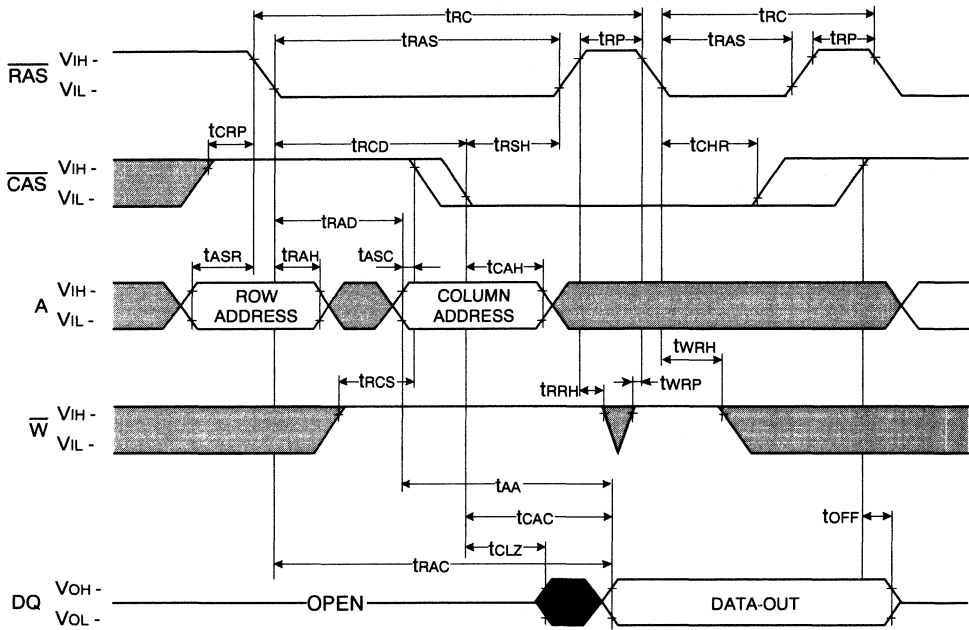 tRC tRC
tRAS tRP tRAS tRP
RAS VIH - VIL -
tCRP tRCD tRSH tCHR
CAS VIH - VIL -
tRAD
tASR tRAH tASC tCAH
A VIH - VIL -
ROW ADDRESS
COLUMN ADDRESS
tWRH
tRCS tRRH tWRP
W VIH - VIL -
tAA
tCAC tOFF
tCLZ
tRAC
DQ VOH - VOL -
OPEN DATA-OUT